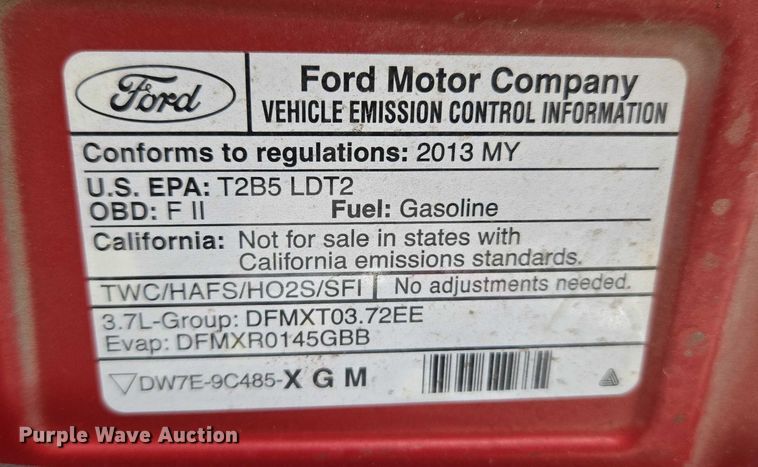 Ford
Ford Motor Company
VEHICLE EMISSION CONTROL INFORMATION
Conforms to regulations: 2013 MY
U.S. EPA: T2B5 LDT2
OBD: F II Fuel: Gasoline
California: Not for sale in states with
California emissions standards.
TWC/HAFS/HO2S/SFI No adjustments needed.
3.7L-Group: DFMXT03.72EE
Evap: DFMXR0145GBB
DW7E-9C485-X G M
Purple Wave Auction